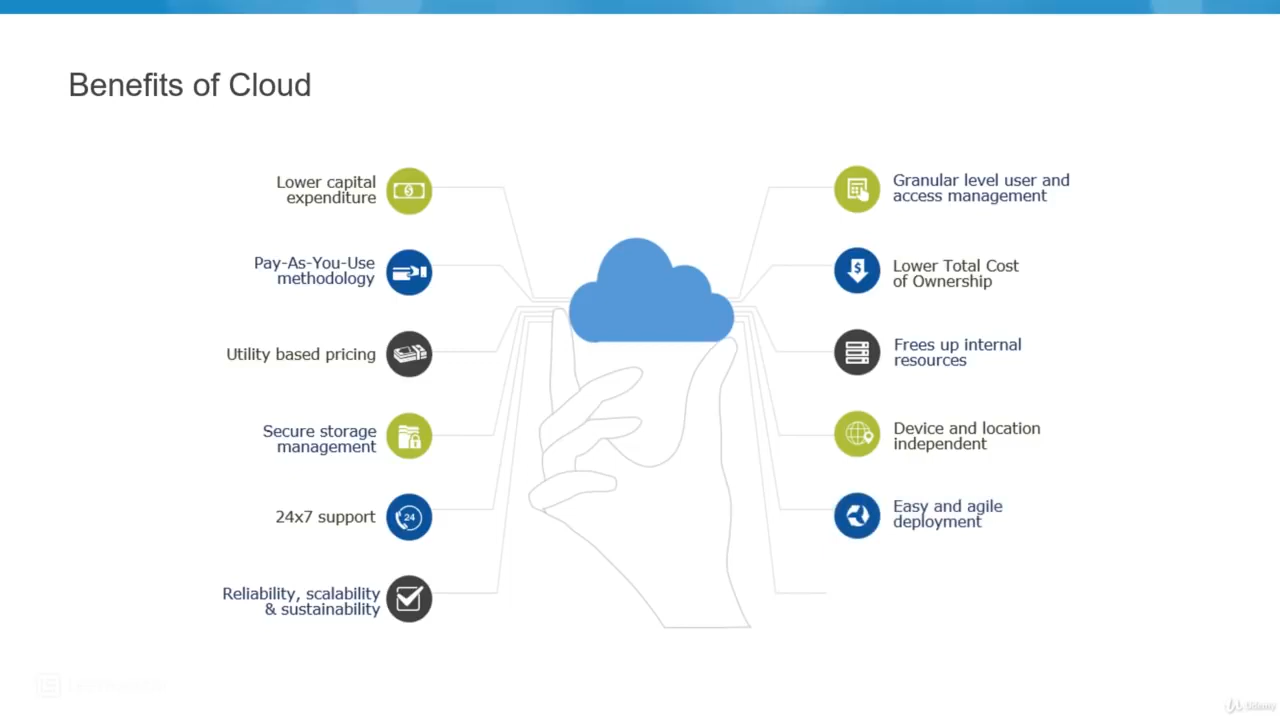 Benefits of Cloud
Lower capital
expenditure
Pay-As-You-Use
methodology
Utility based pricing
Secure storage
management
24x7 support
24
Reliability, scalability
& sustainability
Granular level user and
access management
Lower Total Cost
of Ownership
Frees up internal
resources
Device and location
independent
Easy and agile
deployment
Udemy